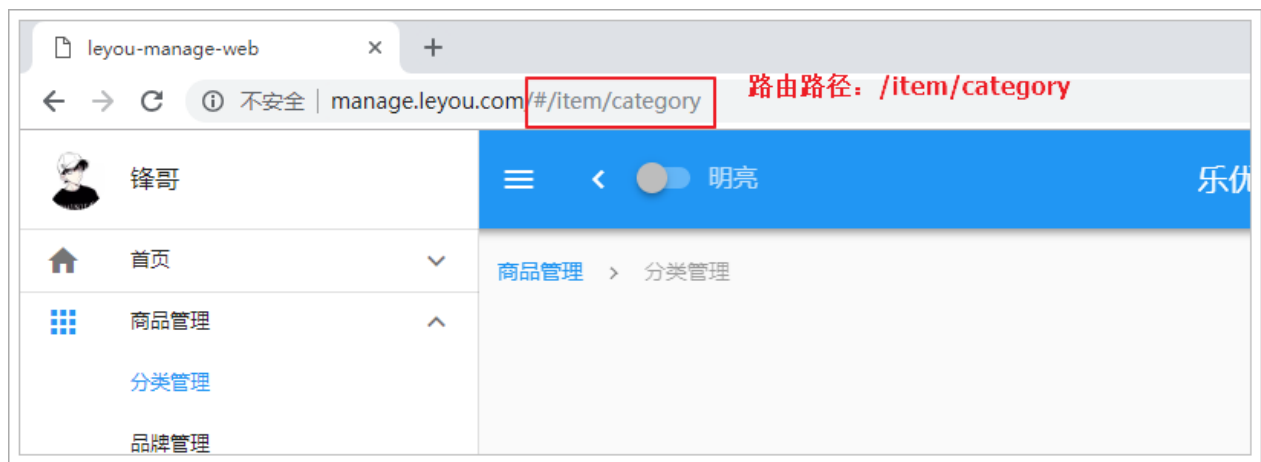 leyou-manage-web
不安全 | manage.leyou.com/#/item/category
路由路径：/item/category
锋哥
明亮
乐优
首页
商品管理 > 分类管理
商品管理
分类管理
品牌管理